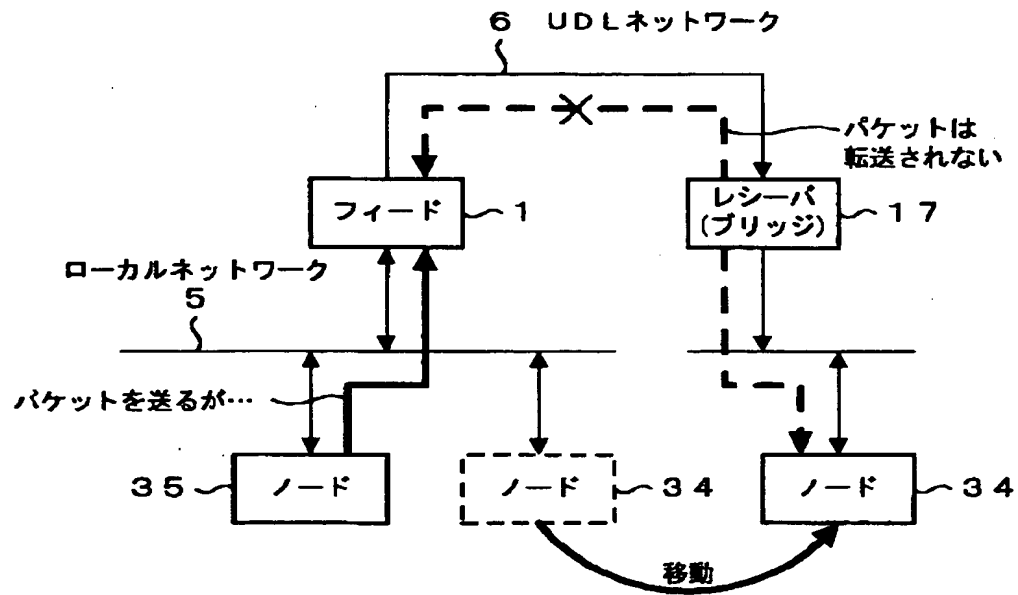 6 UDLネットワーク
パケットは
転送されない
フィード 1
レシーバ
(ブリッジ) 17
ローカルネットワーク
5
パケットを送るが…
35 ノード
ノード 34
ノード 34
移動